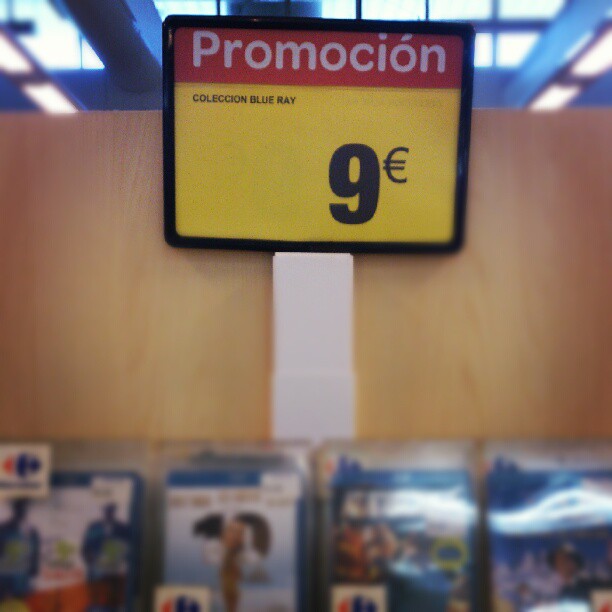 Promoción
COLECCION BLUE RAY
9€